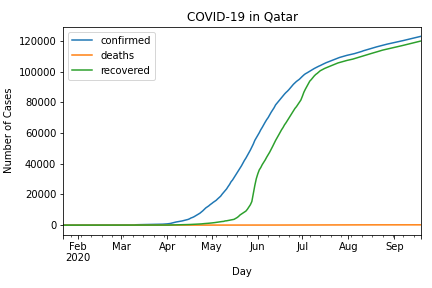 COVID-19 in Qatar
confirmed
deaths
recovered
Number of Cases
120000
100000
80000
60000
40000
20000
0
Feb Mar Apr May Jun Jul Aug Sep
2020
Day